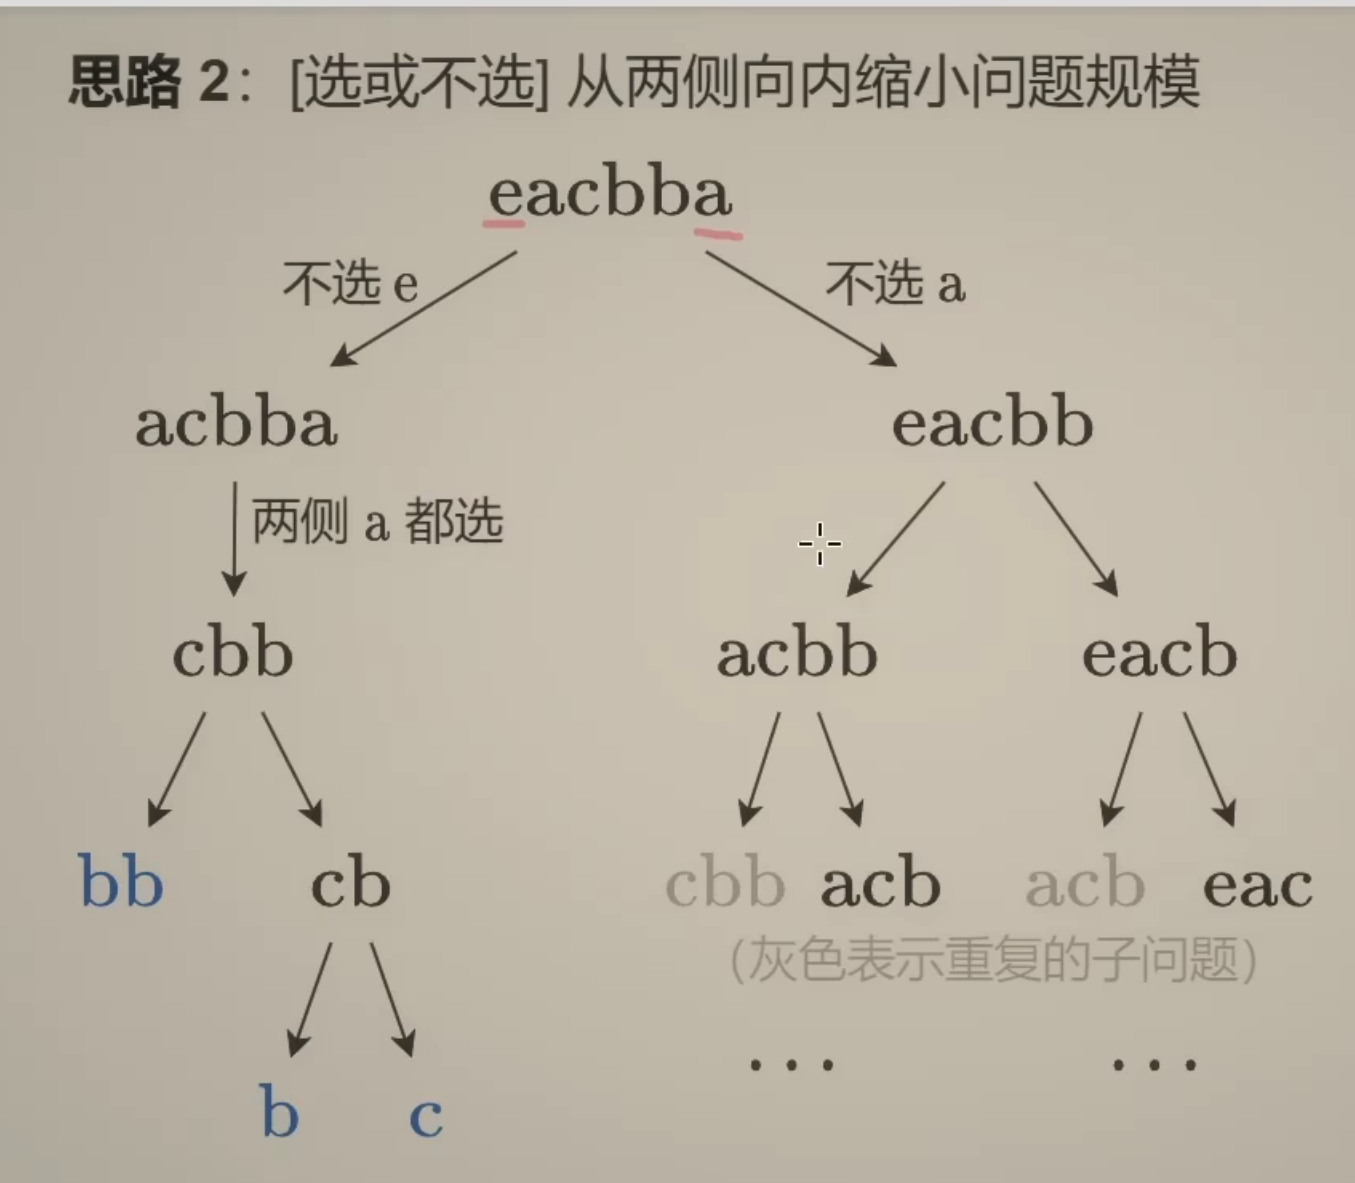 思路 2：[选或不选] 从两侧向内缩小问题规模
eacbba
不选 e
不选 a
acbba
eacbb
两侧 a 都选
cbb
acbb
eacb
bb
cb
cbb
acb
acb
eac
（灰色表示重复的子问题）
...
...
b
c